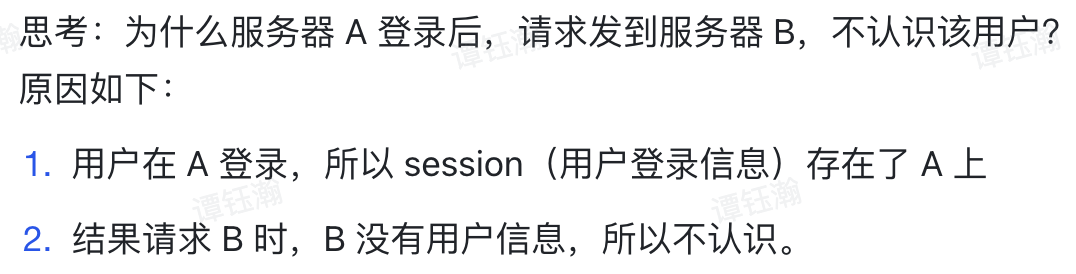 思考：为什么服务器 A 登录后，请求发到服务器 B，不认识该用户？
原因如下：
1. 用户在 A 登录，所以 session（用户登录信息）存在了 A 上
2. 结果请求 B 时，B 没有用户信息，所以不认识。
谭钰瀚
谭钰瀚
谭钰瀚
谭钰瀚